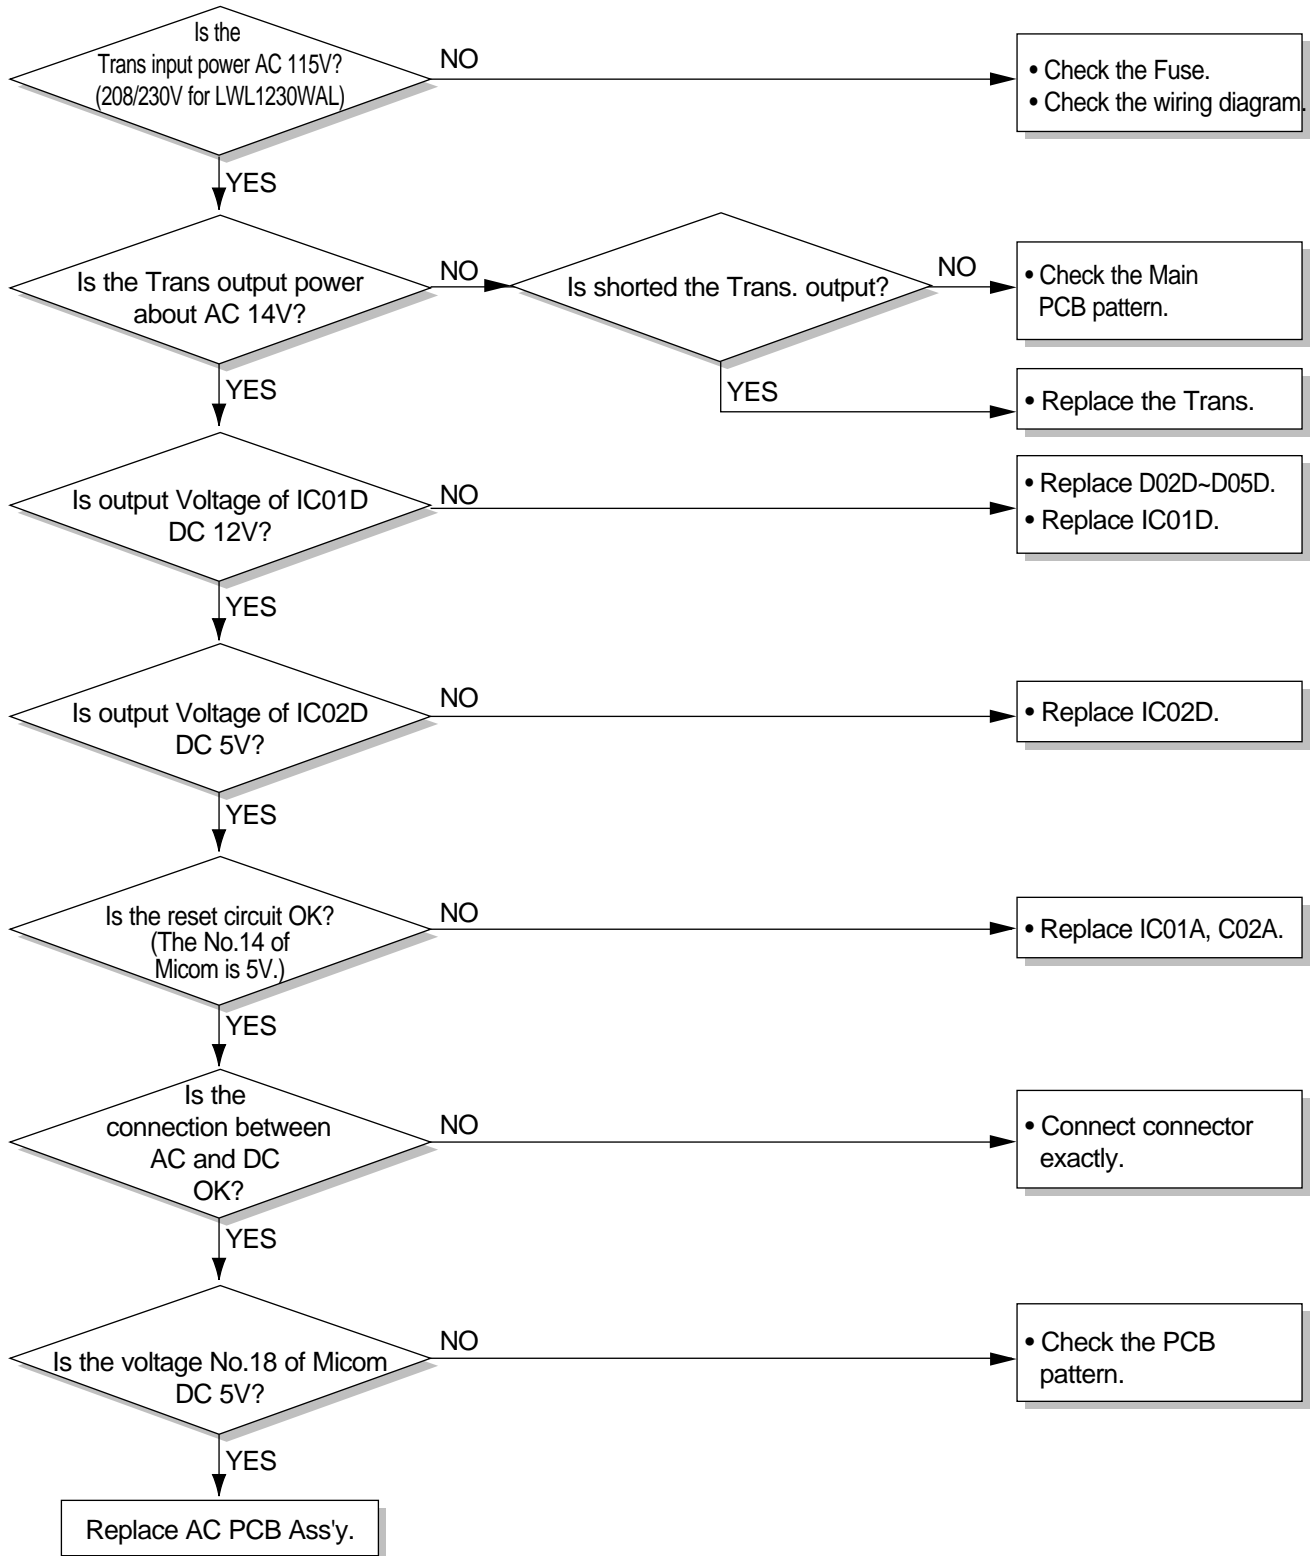 Is the
Trans input power AC 115V?
(208/230V for LWL1230WAL)
NO
• Check the Fuse.
• Check the wiring diagram.
YES
Is the Trans output power
about AC 14V?
NO
Is shorted the Trans. output?
NO
• Check the Main
PCB pattern.
YES
YES
• Replace the Trans.
Is output Voltage of IC01D
DC 12V?
NO
• Replace D02D~D05D.
• Replace IC01D.
YES
Is output Voltage of IC02D
DC 5V?
NO
• Replace IC02D.
YES
Is the reset circuit OK?
(The No.14 of
Micom is 5V.)
NO
• Replace IC01A, C02A.
YES
Is the
connection between
AC and DC
OK?
NO
• Connect connector
exactly.
YES
Is the voltage No.18 of Micom
DC 5V?
NO
• Check the PCB
pattern.
YES
Replace AC PCB Ass'y.